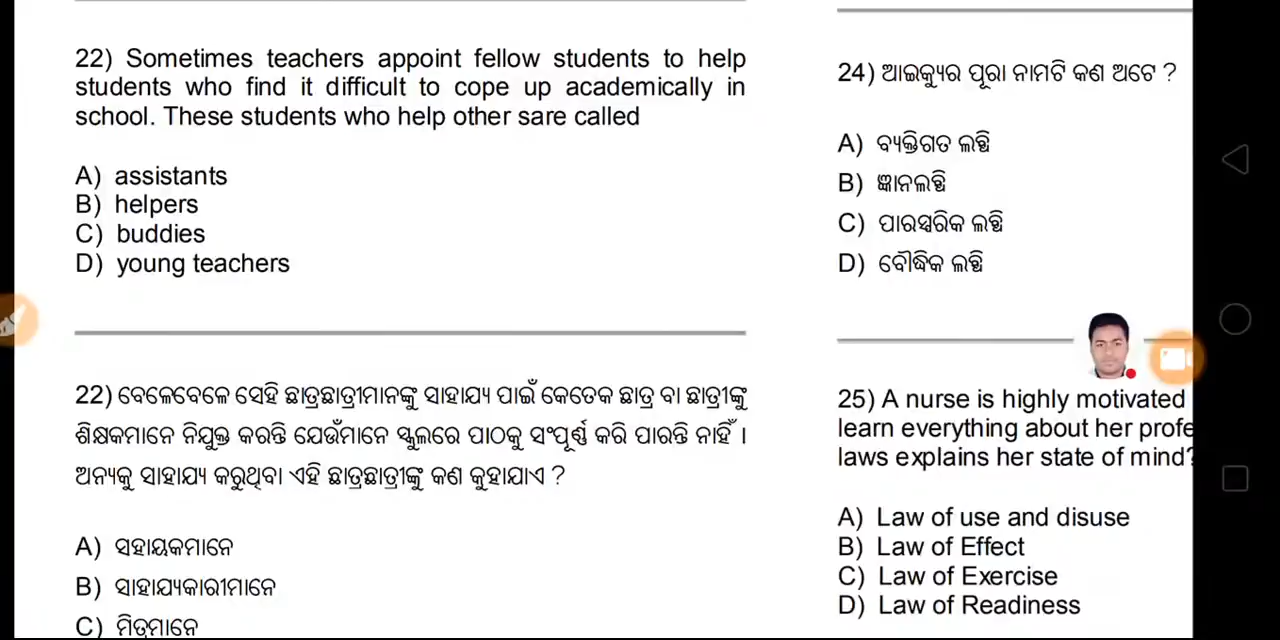 22) Sometimes teachers appoint fellow students to help
students who find it difficult to cope up academically in
school. These students who help other sare called
A) assistants
B) helpers
C) buddies
D) young teachers
22) ବେଳେବେଳେ ସେହି ଛାତ୍ରଛାତ୍ରୀମାନଙ୍କୁ ସାହାଯ୍ୟ ପାଇଁ କେତେକ ଛାତ୍ର ବା ଛାତ୍ରୀଙ୍କୁ
ଶିକ୍ଷକମାନେ ନିଯୁକ୍ତ କରନ୍ତି ଯେଉଁମାନେ ସ୍କୁଲରେ ପାଠକୁ ସଂପୂର୍ଣ୍ଣ କରି ପାରନ୍ତି ନାହିଁ ।
ଅନ୍ୟକୁ ସାହାଯ୍ୟ କରୁଥିବା ଏହି ଛାତ୍ରଛାତ୍ରୀଙ୍କୁ କଣ କୁହାଯାଏ ?
A) ସହାୟକମାନେ
B) ସାହାଯ୍ୟକାରୀମାନେ
C) ମିତ୍ରମାନେ
24) ଆଇକ୍ୟୁର ପୂରା ନାମଟି କଣ ଅଟେ ?
A) ବ୍ୟକ୍ତିଗତ ଲବ୍ଧି
B) ଜ୍ଞାନଲବ୍ଧି
C) ପାରସ୍ପରିକ ଲବ୍ଧି
D) ବୌଦ୍ଧିକ ଲବ୍ଧି
25) A nurse is highly motivated
learn everything about her profe
laws explains her state of mind?
A) Law of use and disuse
B) Law of Effect
C) Law of Exercise
D) Law of Readiness